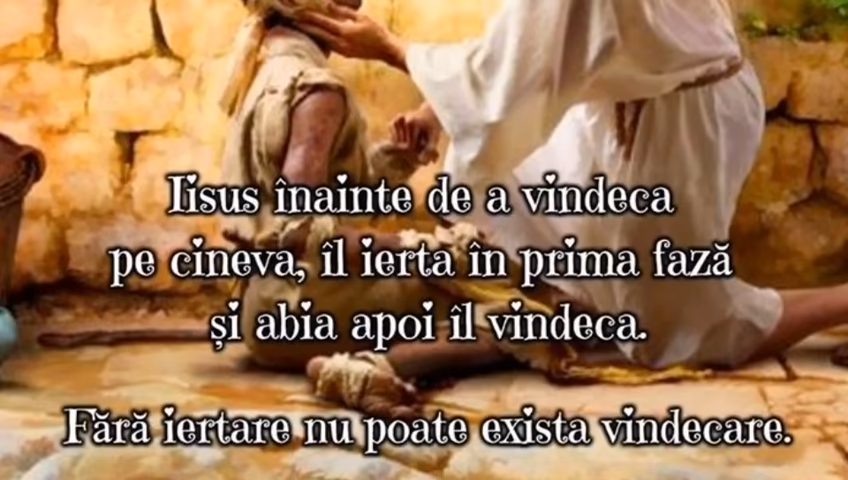 Iisus înainte de a vindeca
pe cineva, îl ierta în prima fază
și abia apoi îl vindeca.
Fără iertare nu poate exista vindecare.